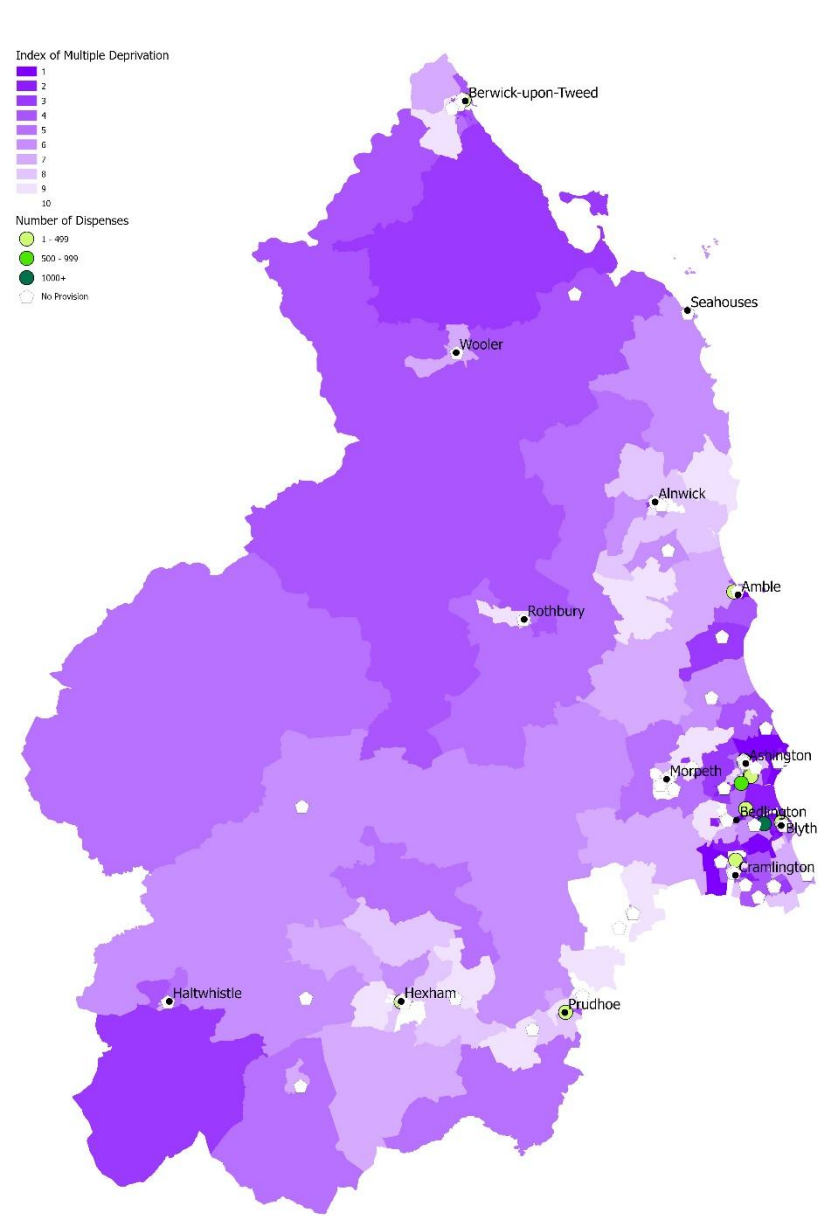 Index of Multiple Deprivation
1
2
3
4
5
6
7
8
9
10
Number of Dispenses
1 - 499
500 - 999
1000+
No Provision
Berwick-upon-Tweed
Seahouses
Wooler
Alnwick
Amble
Rothbury
Ashington
Morpeth
Bedlington
Blyth
Cramlington
Haltwhistle
Hexham
Prudhoe